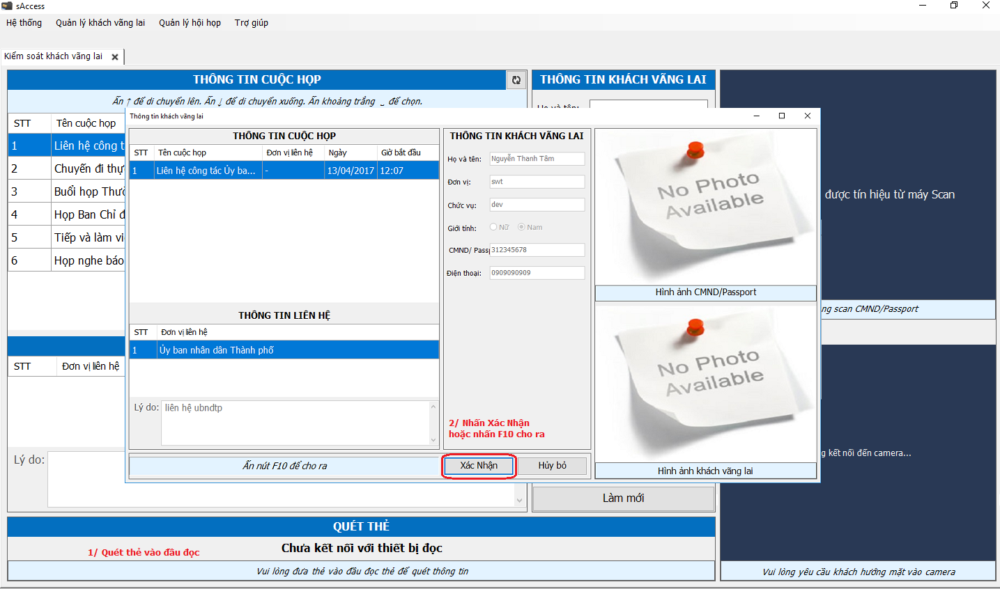 sAccess
Hệ thống Quản lý khách vãng lai Quản lý hội họp Trợ giúp
Kiểm soát khách vãng lai
THÔNG TIN CUỘC HỌP
Ấn ↑ để di chuyển lên. Ấn ↓ để di chuyển xuống. Ấn khoảng trắng ⎵ để chọn.
STT Tên cuộc họp
1 Liên hệ công t
2 Chuyến đi thự
3 Buổi họp Thườ
4 Họp Ban Chỉ đ
5 Tiếp và làm vi
6 Họp nghe báo
STT Đơn vị liên hệ
Lý do:
THÔNG TIN KHÁCH VÃNG LAI
Họ và tên:
Làm mới
được tín hiệu từ máy Scan
ng scan CMND/Passport
g kết nối đến camera...
Vui lòng yêu cầu khách hướng mặt vào camera
Thông tin khách vãng lai
THÔNG TIN CUỘC HỌP
STT Tên cuộc họp Đơn vị liên hệ Ngày Giờ bắt đầu
1 Liên hệ công tác Ủy ba... - 13/04/2017 12:07
THÔNG TIN LIÊN HỆ
STT Đơn vị liên hệ
1 Ủy ban nhân dân Thành phố
Lý do: liên hệ ubndtp
Ấn nút F10 để cho ra
THÔNG TIN KHÁCH VÃNG LAI
Họ và tên: Nguyễn Thanh Tâm
Đơn vị: swt
Chức vụ: dev
Giới tính: Nữ Nam
CMND/ Passp 312345678
Điện thoại: 0909090909
2/ Nhấn Xác Nhận
hoặc nhấn F10 cho ra
Xác Nhận Hủy bỏ
No Photo
Available
Hình ảnh CMND/Passport
No Photo
Available
Hình ảnh khách vãng lai
QUÉT THẺ
1/ Quét thẻ vào đầu đọc
Chưa kết nối với thiết bị đọc
Vui lòng đưa thẻ vào đầu đọc thẻ để quét thông tin